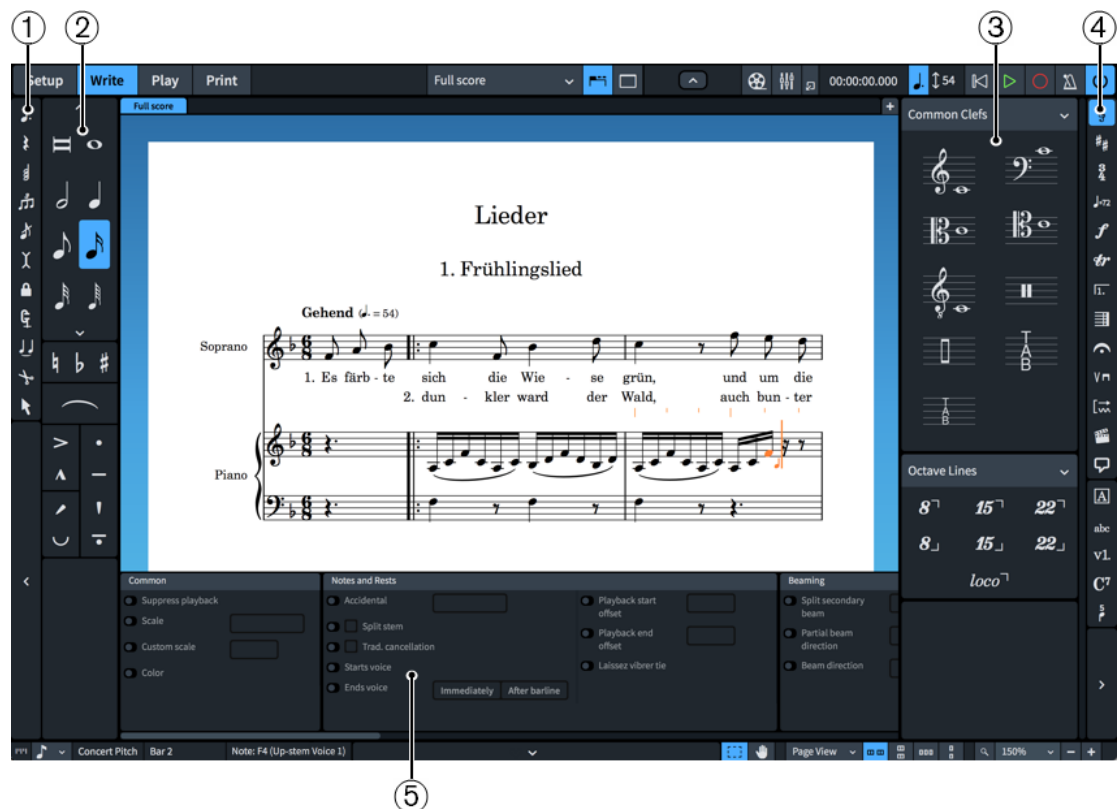 ① ② ③ ④
Setup Write Play Print Full score 00:00:00.000 54
Full score
Common Clefs
Lieder
1. Frühlingslied
Gehend (♩. = 54)
Soprano
1. Es färb - te sich die Wie - se grün, und um die
2. dun - kler ward der Wald, auch bun - ter
Piano
Octave Lines
8 15 22
8 15 22
loco
A
abc
v1.
C7
5
Common Notes and Rests Beaming
Suppress playback
Scale
Custom scale
Color
Accidental
Split stem
Trad. cancellation
Starts voice
Ends voice Immediately After barline
Playback start
offset
Playback end
offset
Laissez vibrer tie
Split secondary
beam
Partial beam
direction
Beam direction
Concert Pitch Bar 2 Note: F4 (Up-stem Voice 1) Page View 150%
⑤